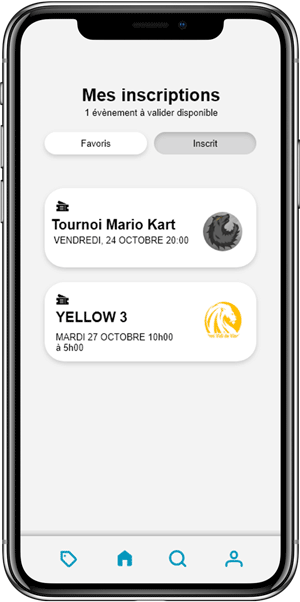 Mes inscriptions
1 évènement à valider disponible
Favoris
Inscrit
Tournoi Mario Kart
VENDREDI, 24 OCTOBRE 20:00
YELLOW 3
MARDI 27 OCTOBRE 10h00
à 5h00